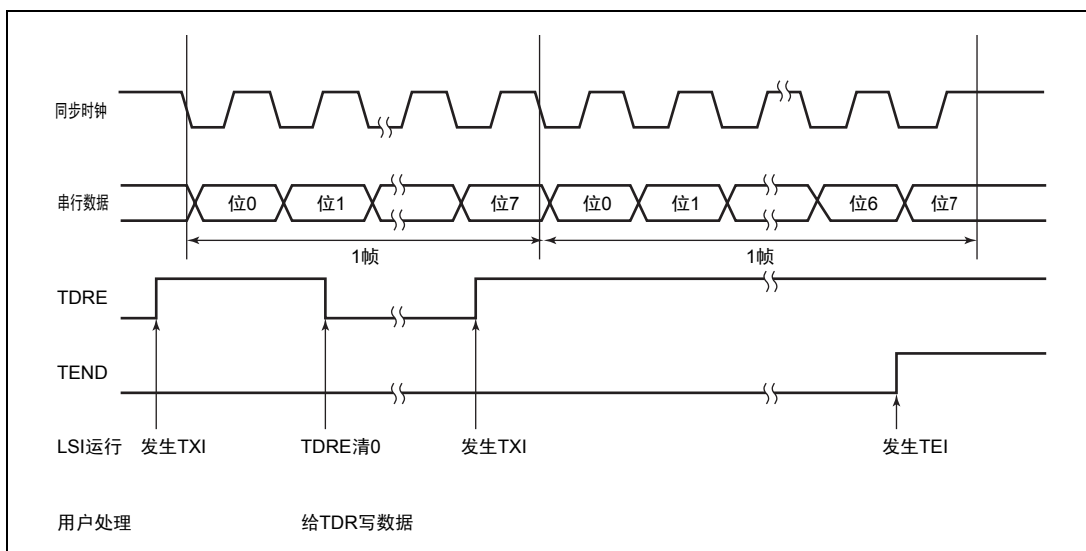 同步时钟
串行数据
位0 位1 位7 位0 位1 位6 位7
1帧 1帧
TDRE
TEND
LSI运行 发生TXI TDRE清0 发生TXI 发生TEI
用户处理 给TDR写数据